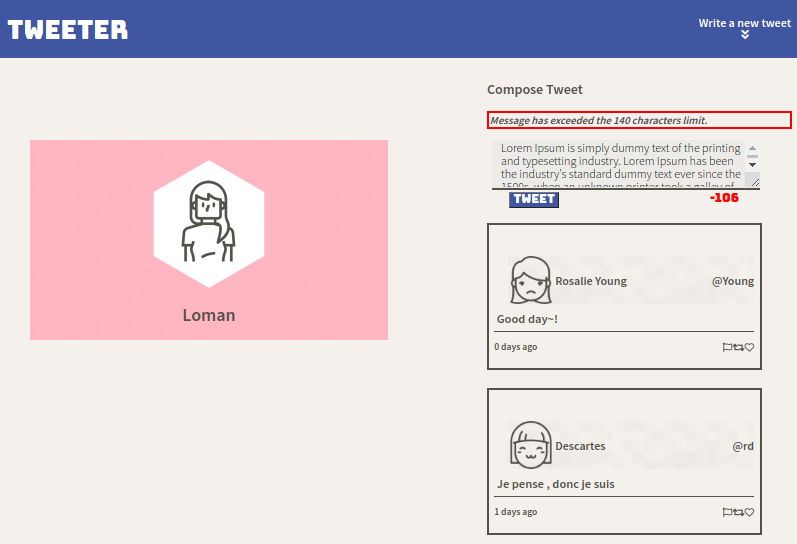 TWEETER
Write a new tweet
Compose Tweet
Message has exceeded the 140 characters limit.
Lorem Ipsum is simply dummy text of the printing
and typesetting industry. Lorem Ipsum has been
the industry's standard dummy text ever since the
1500s, when an unknown printer took a galley of
TWEET
-106
Loman
Rosalie Young
@Young
Good day~!
0 days ago
Descartes
@rd
Je pense , donc je suis
1 days ago